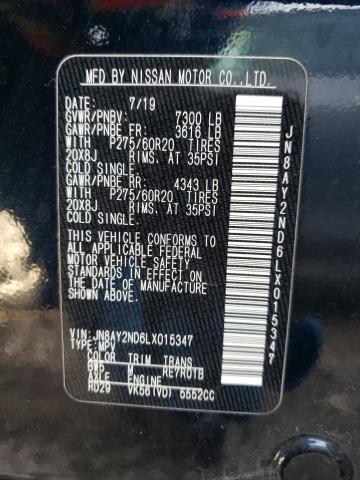 MFD BY NISSAN MOTOR CO.,LTD.
DATE: 7/19
GVWR/PNBV: 7300 LB
GAWR/PNBE FR: 3616 LB
WITH P275/60R20 TIRES
20X8J RIMS, AT 35PSI
COLD SINGLE
GAWR/PNBE RR: 4343 LB
WITH P275/60R20 TIRES
20X8J RIMS, AT 35PSI
COLD SINGLE
THIS VEHICLE CONFORMS TO
ALL APPLICABLE FEDERAL
MOTOR VEHICLE SAFETY
STANDARDS IN EFFECT ON
THE DATE OF MANUFACTURE
SHOWN ABOVE.
VIN: JN8AY2ND6LX015347
TYPE: MPV
COLOR TRIM TRANS
GW5 M RE7R01B
AXLE ENGINE
RD29 VK56(VD) 5552CC
JN8AY2ND6LX015347